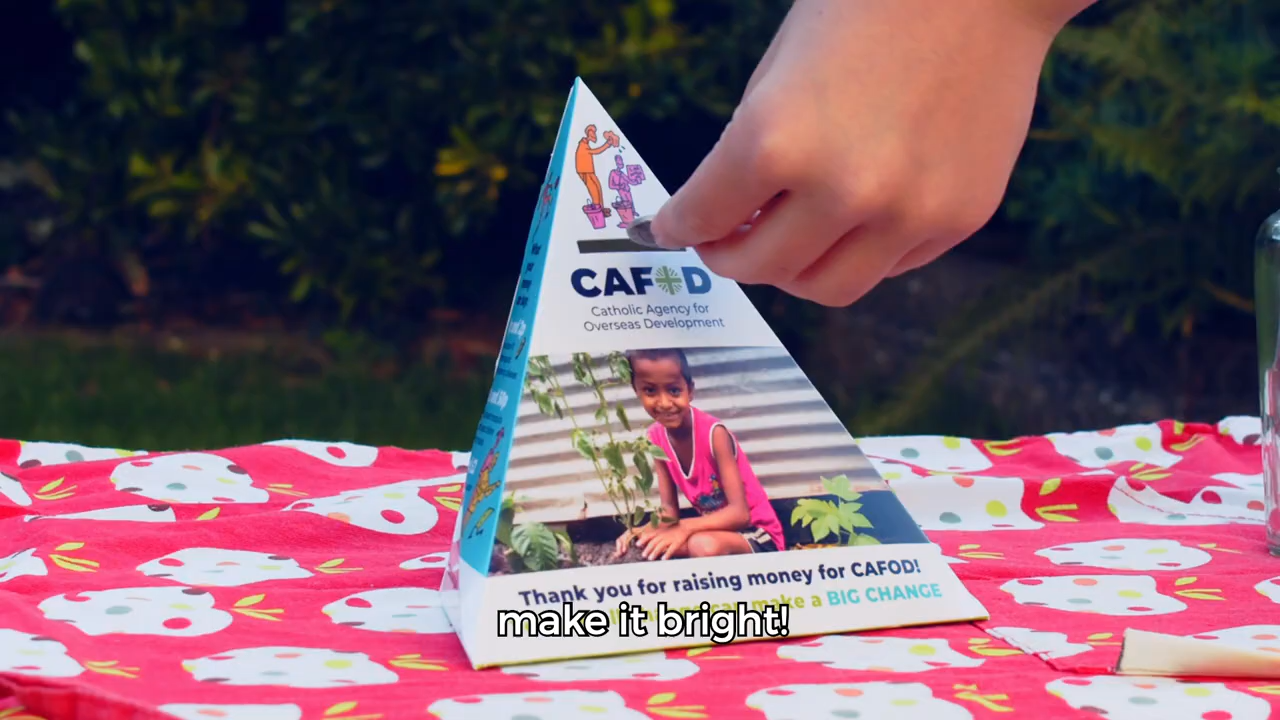 CAFOD
Catholic Agency for
Overseas Development
Thank you for raising money for CAFOD!
make a BIG CHANGE
make it bright!